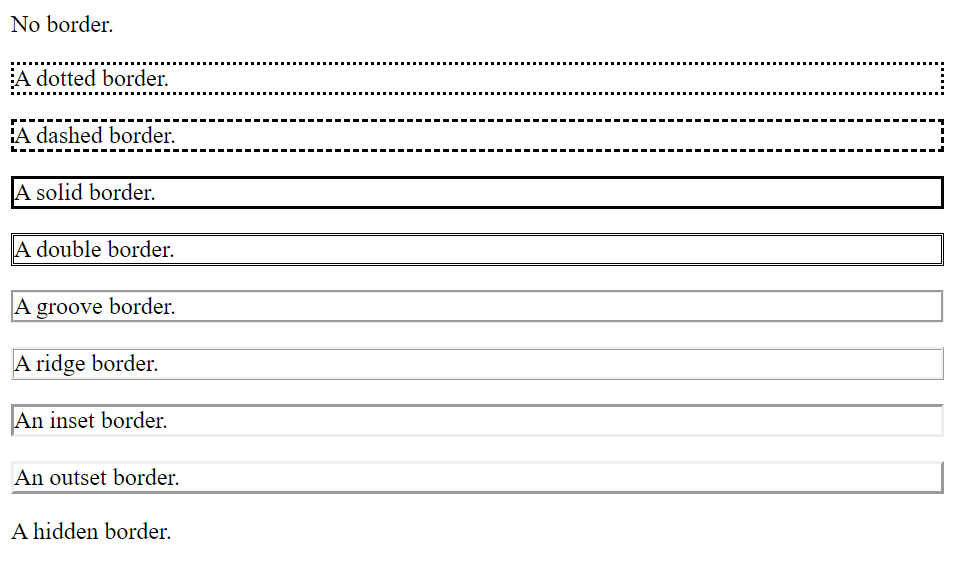 No border.
A dotted border.
A dashed border.
A solid border.
A double border.
A groove border.
A ridge border.
An inset border.
An outset border.
A hidden border.